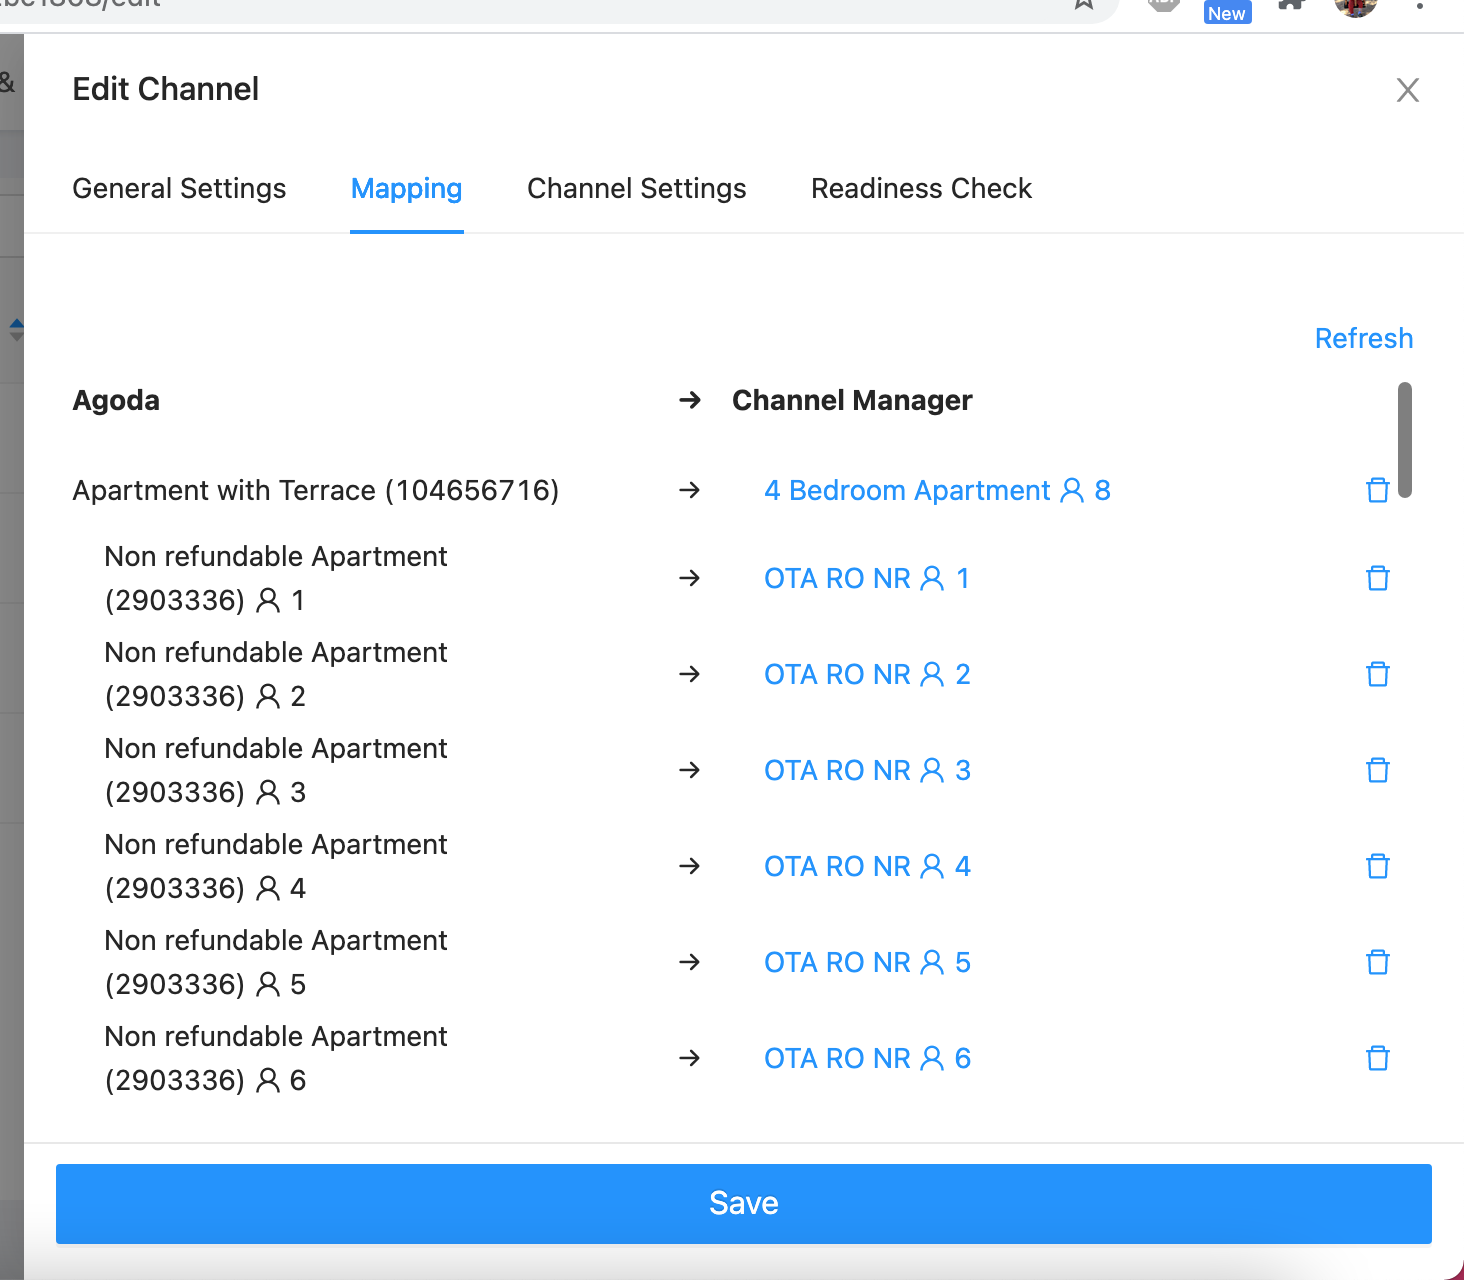 /edit
New
&
Edit Channel
General Settings Mapping Channel Settings Readiness Check
Refresh
Agoda → Channel Manager
Apartment with Terrace (104656716) → 4 Bedroom Apartment 8
Non refundable Apartment
(2903336) 1 → OTA RO NR 1
Non refundable Apartment
(2903336) 2 → OTA RO NR 2
Non refundable Apartment
(2903336) 3 → OTA RO NR 3
Non refundable Apartment
(2903336) 4 → OTA RO NR 4
Non refundable Apartment
(2903336) 5 → OTA RO NR 5
Non refundable Apartment
(2903336) 6 → OTA RO NR 6
Save